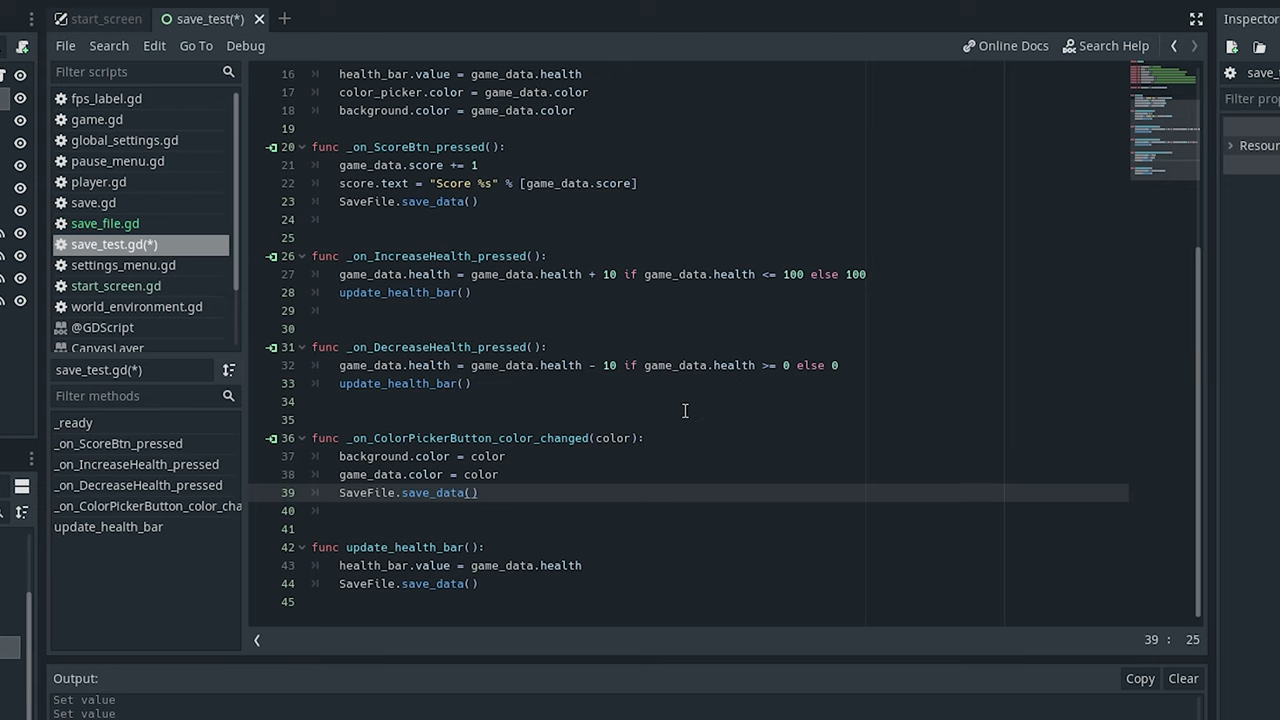 start_screen
save_test(*)
Inspector
File Search Edit Go To Debug
Online Docs
Search Help
Filter scripts
fps_label.gd
game.gd
global_settings.gd
pause_menu.gd
player.gd
save.gd
save_file.gd
save_test.gd(*)
settings_menu.gd
start_screen.gd
world_environment.gd
@GDScript
CanvasLayer
save_test.gd(*)
Filter methods
_ready
_on_ScoreBtn_pressed
_on_IncreaseHealth_pressed
_on_DecreaseHealth_pressed
_on_ColorPickerButton_color_cha
update_health_bar
16 health_bar.value = game_data.health
17 color_picker.color = game_data.color
18 background.color = game_data.color
19
20 func _on_ScoreBtn_pressed():
21 game_data.score += 1
22 score.text = "Score %s" % [game_data.score]
23 SaveFile.save_data()
24
25
26 func _on_IncreaseHealth_pressed():
27 game_data.health = game_data.health + 10 if game_data.health <= 100 else 100
28 update_health_bar()
29
30
31 func _on_DecreaseHealth_pressed():
32 game_data.health = game_data.health - 10 if game_data.health >= 0 else 0
33 update_health_bar()
34
35
36 func _on_ColorPickerButton_color_changed(color):
37 background.color = color
38 game_data.color = color
39 SaveFile.save_data()
40
41
42 func update_health_bar():
43 health_bar.value = game_data.health
44 SaveFile.save_data()
45
39 : 25
save_
Filter prop
Resour
Output:
Copy
Clear
Set value
Set value